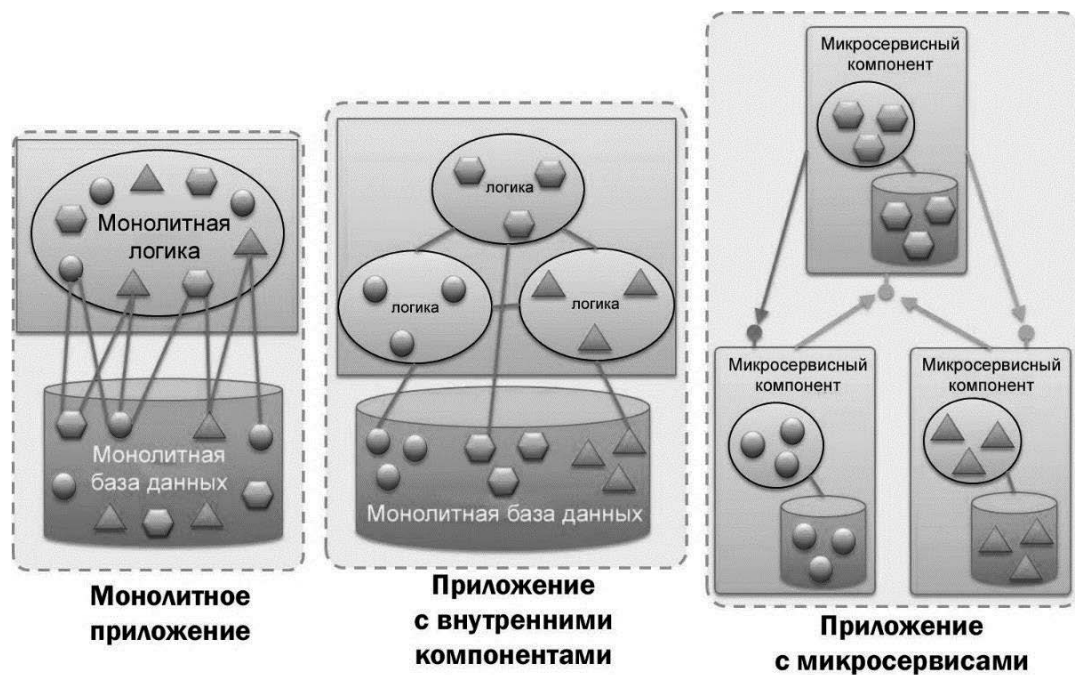 Монолитная
логика
Монолитная
база данных
Монолитное
приложение
логика
логика
логика
Монолитная база данных
Приложение
с внутренними
компонентами
Микросервисный
компонент
Микросервисный
компонент
Микросервисный
компонент
Приложение
с микросервисами